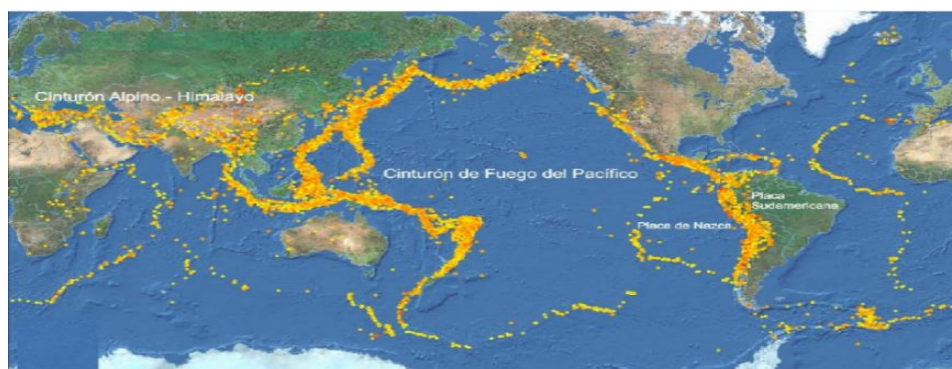 Cinturón Alpino - Himalayo
Cinturón de Fuego del Pacífico
Placa
Sudamericana
Placa de Nazca